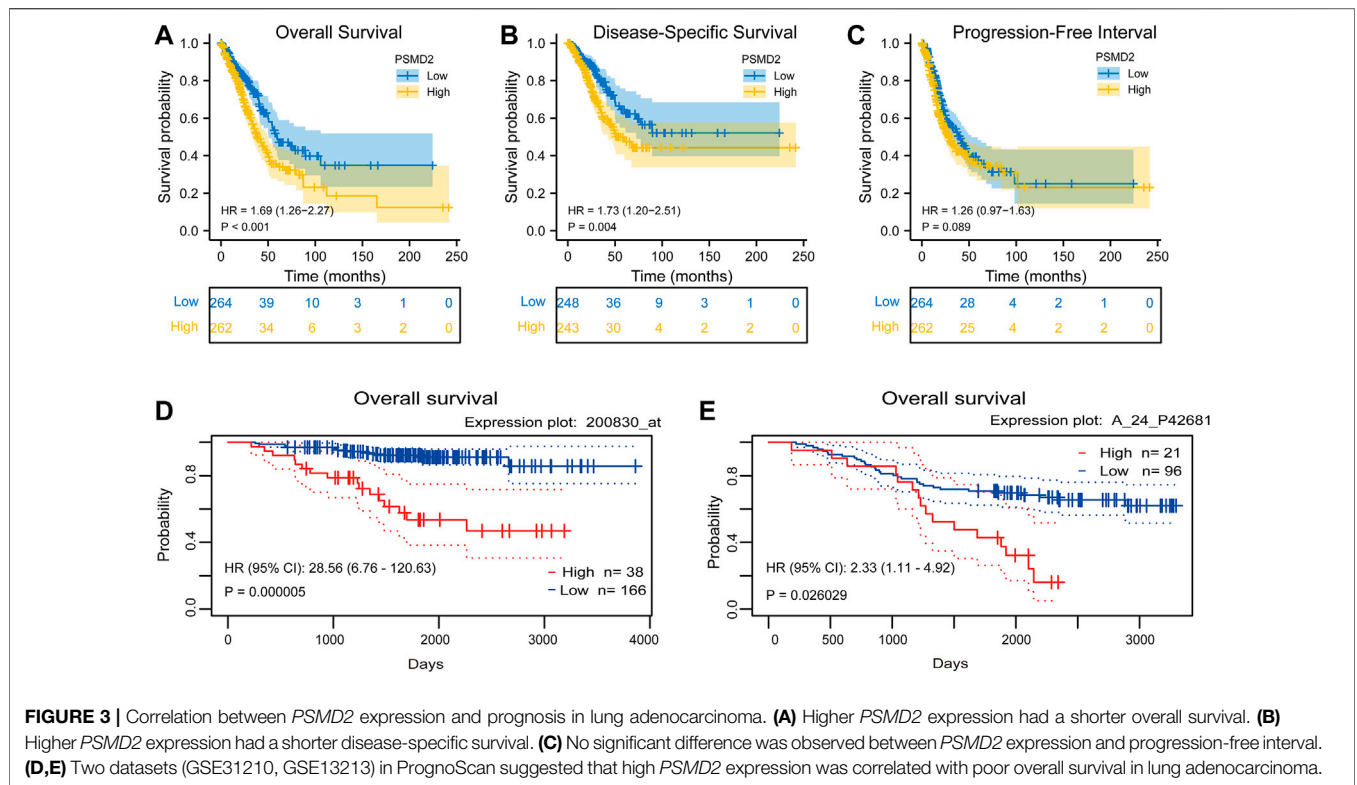 A
Overall Survival
PSMD2
Low
High
Survival probability
1.0
0.8
0.6
0.4
0.2
0.0
HR = 1.69 (1.26−2.27)
P < 0.001
0 50 100 150 200 250
Time (months)
Low 264 39 10 3 1 0
High 262 34 6 3 2 0
B
Disease-Specific Survival
PSMD2
Low
High
Survival probability
1.0
0.8
0.6
0.4
0.2
0.0
HR = 1.73 (1.20−2.51)
P = 0.004
0 50 100 150 200 250
Time (months)
Low 248 36 9 3 1 0
High 243 30 4 2 2 0
C
Progression-Free Interval
PSMD2
Low
High
Survival probability
1.0
0.8
0.6
0.4
0.2
0.0
HR = 1.26 (0.97−1.63)
P = 0.089
0 50 100 150 200 250
Time (months)
Low 264 28 4 2 1 0
High 262 25 4 2 2 0
D
Overall survival
Expression plot: 200830_at
Probability
0.8
0.4
0.0
HR (95% CI): 28.56 (6.76 - 120.63)
P = 0.000005
High n= 38
Low n= 166
0 1000 2000 3000 4000
Days
E
Overall survival
Expression plot: A_24_P42681
High n= 21
Low n= 96
Probability
0.8
0.4
0.0
HR (95% CI): 2.33 (1.11 - 4.92)
P = 0.026029
0 500 1000 2000 3000
Days
FIGURE 3 | Correlation between PSMD2 expression and prognosis in lung adenocarcinoma. (A) Higher PSMD2 expression had a shorter overall survival. (B)
Higher PSMD2 expression had a shorter disease-specific survival. (C) No significant difference was observed between PSMD2 expression and progression-free interval.
(D,E) Two datasets (GSE31210, GSE13213) in PrognoScan suggested that high PSMD2 expression was correlated with poor overall survival in lung adenocarcinoma.